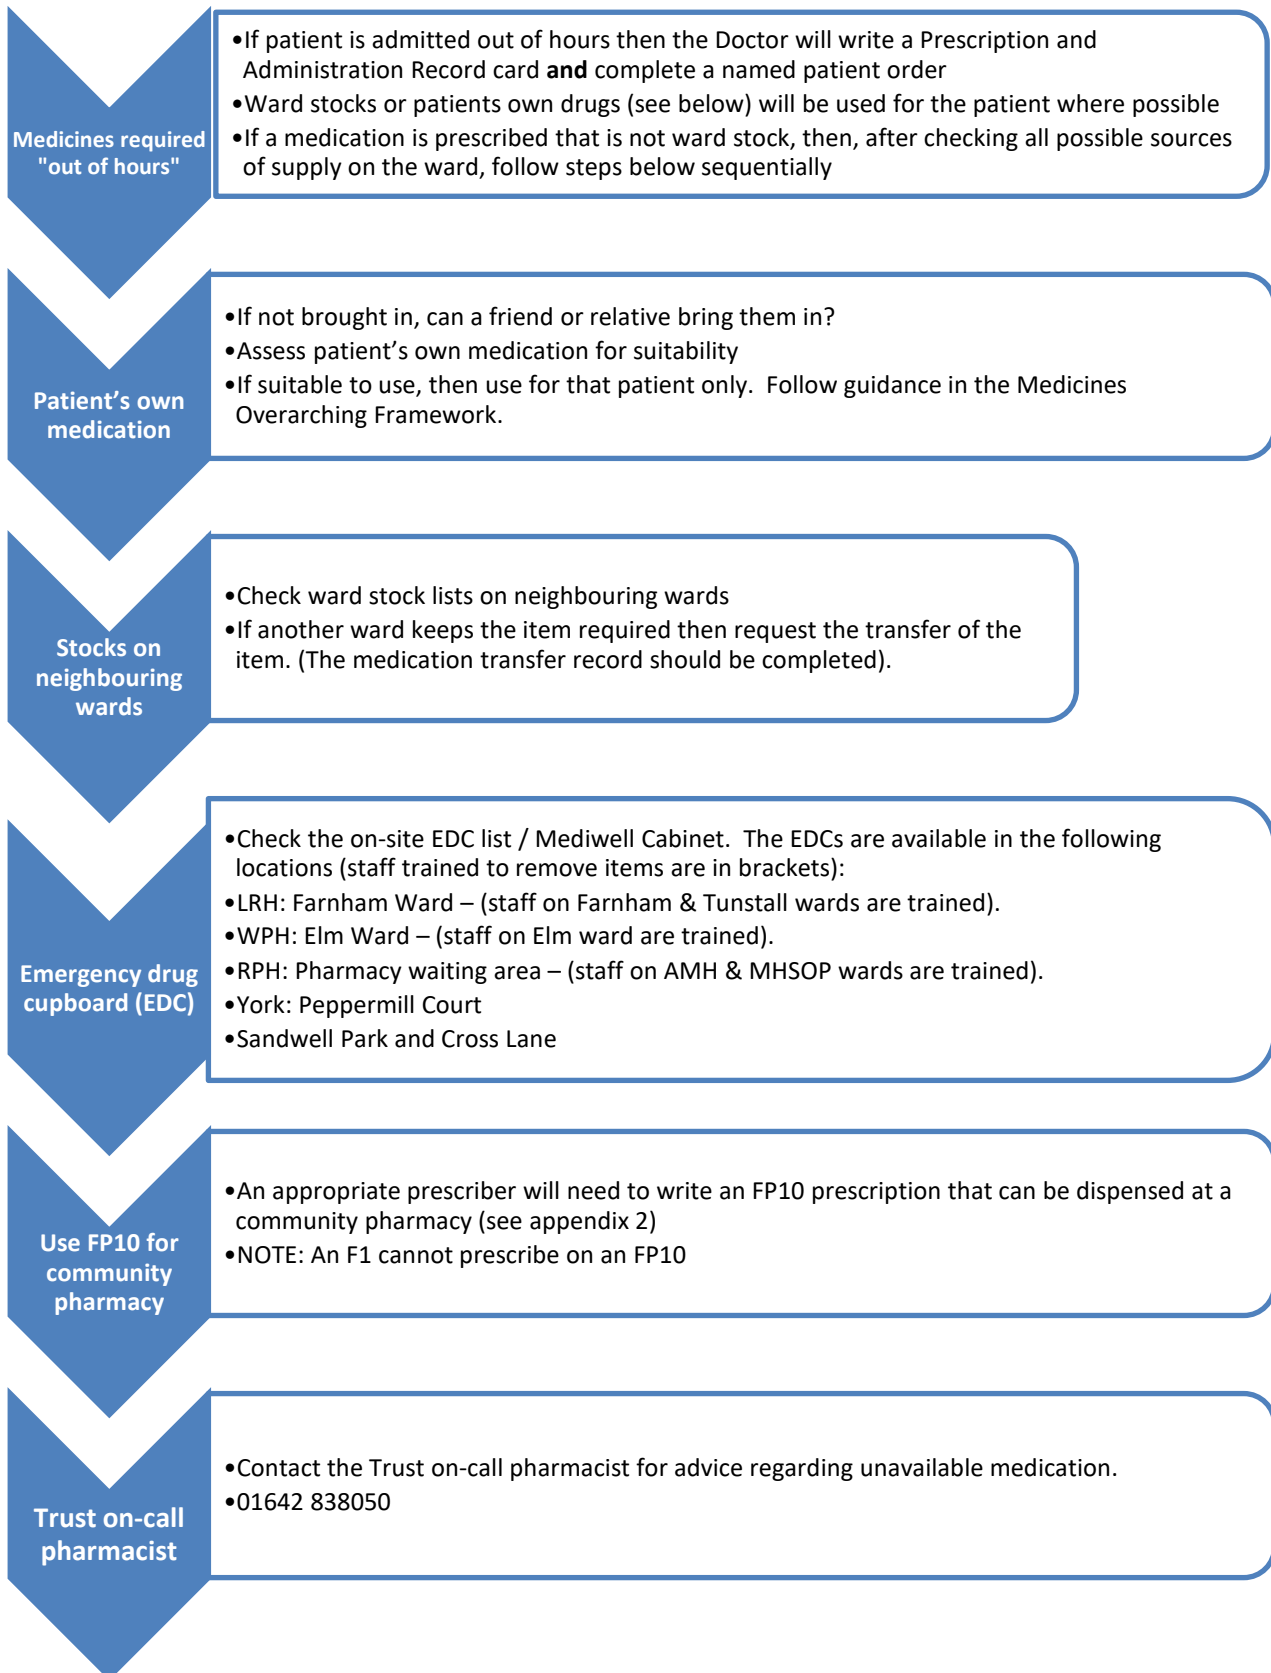 Medicines required
"out of hours"
•If patient is admitted out of hours then the Doctor will write a Prescription and
Administration Record card and complete a named patient order
•Ward stocks or patients own drugs (see below) will be used for the patient where possible
•If a medication is prescribed that is not ward stock, then, after checking all possible sources
of supply on the ward, follow steps below sequentially
Patient’s own
medication
•If not brought in, can a friend or relative bring them in?
•Assess patient’s own medication for suitability
•If suitable to use, then use for that patient only.  Follow guidance in the Medicines
Overarching Framework.
Stocks on
neighbouring
wards
•Check ward stock lists on neighbouring wards
•If another ward keeps the item required then request the transfer of the
item. (The medication transfer record should be completed).
Emergency drug
cupboard (EDC)
•Check the on-site EDC list / Mediwell Cabinet.  The EDCs are available in the following
locations (staff trained to remove items are in brackets):
•LRH: Farnham Ward – (staff on Farnham & Tunstall wards are trained).
•WPH: Elm Ward – (staff on Elm ward are trained).
•RPH: Pharmacy waiting area – (staff on AMH & MHSOP wards are trained).
•York: Peppermill Court
•Sandwell Park and Cross Lane
Use FP10 for
community
pharmacy
•An appropriate prescriber will need to write an FP10 prescription that can be dispensed at a
community pharmacy (see appendix 2)
•NOTE: An F1 cannot prescribe on an FP10
Trust on-call
pharmacist
•Contact the Trust on-call pharmacist for advice regarding unavailable medication.
•01642 838050